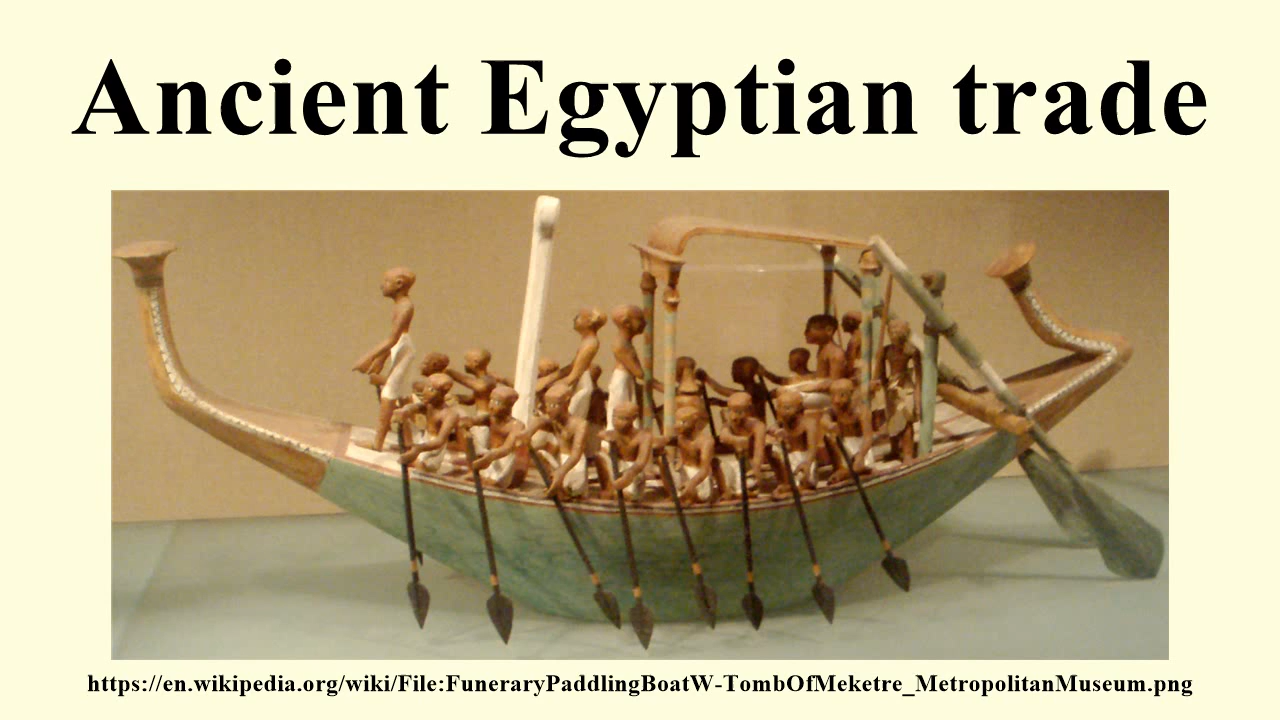 Ancient Egyptian trade
https://en.wikipedia.org/wiki/File:FuneraryPaddlingBoatW-TombOfMeketre_MetropolitanMuseum.png